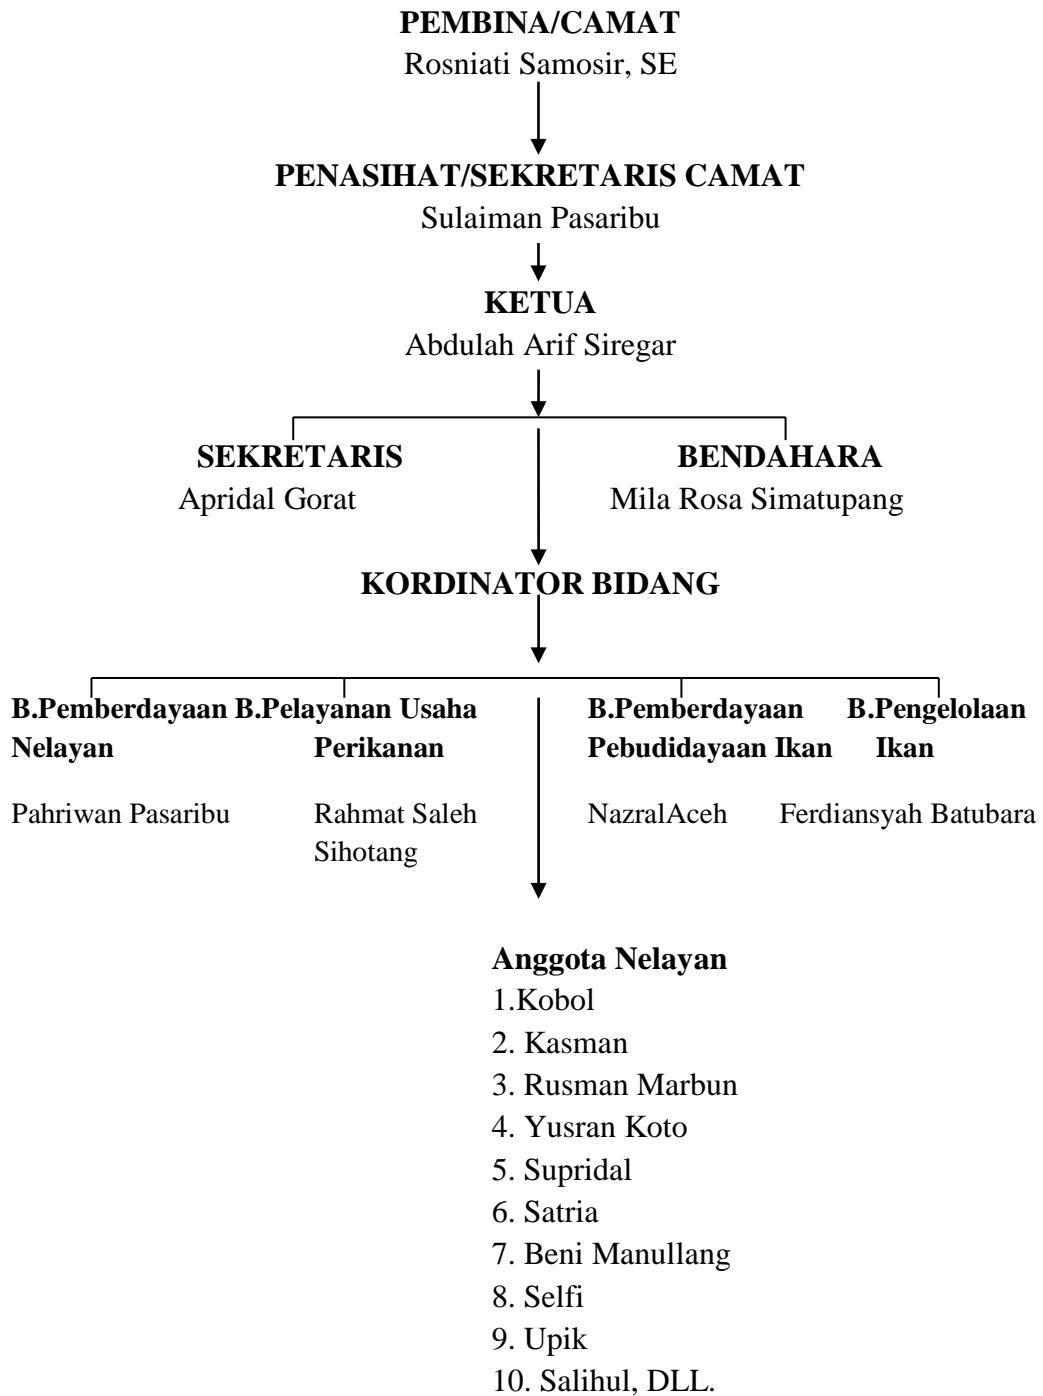 PEMBINA/CAMAT
Rosniati Samosir, SE
PENASIHAT/SEKRETARIS CAMAT
Sulaiman Pasaribu
KETUA
Abdulah Arif Siregar
SEKRETARIS BENDAHARA
Apridal Gorat Mila Rosa Simatupang
KORDINATOR BIDANG
B.Pemberdayaan B.Pelayanan Usaha B.Pemberdayaan B.Pengelolaan
Nelayan Perikanan Pebudidayaan Ikan Ikan
Pahriwan Pasaribu Rahmat Saleh NazralAceh Ferdiansyah Batubara
Sihotang
Anggota Nelayan
1.Kobol
2. Kasman
3. Rusman Marbun
4. Yusran Koto
5. Supridal
6. Satria
7. Beni Manullang
8. Selfi
9. Upik
10. Salihul, DLL.